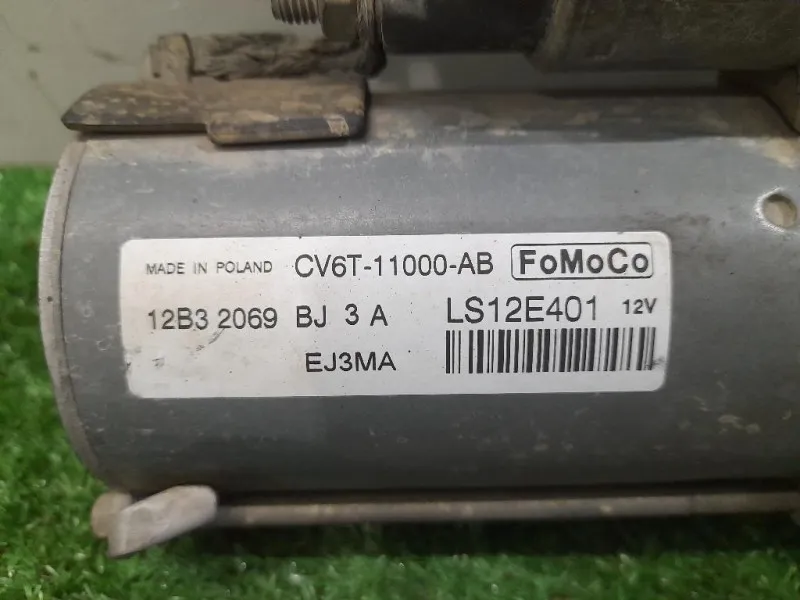 MADE IN POLAND CV6T-11000-AB FoMoCo
12B3 2069 BJ 3 A LS12E401 12V
EJ3MA